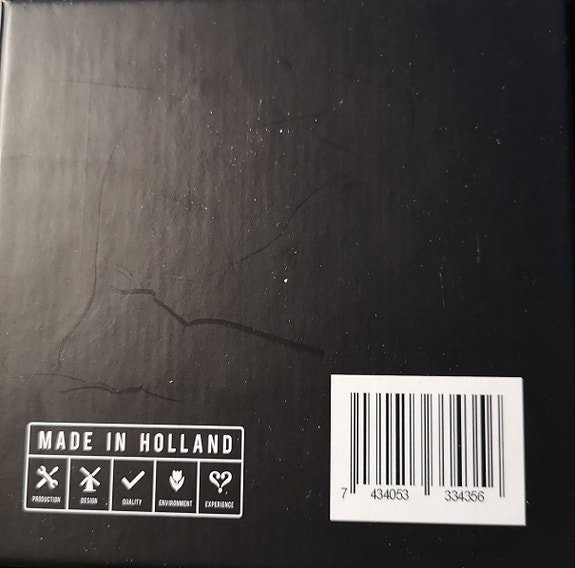 MADE IN HOLLAND
PRODUCTION DESIGN QUALITY ENVIRONMENT EXPERIENCE
7 434053 334356